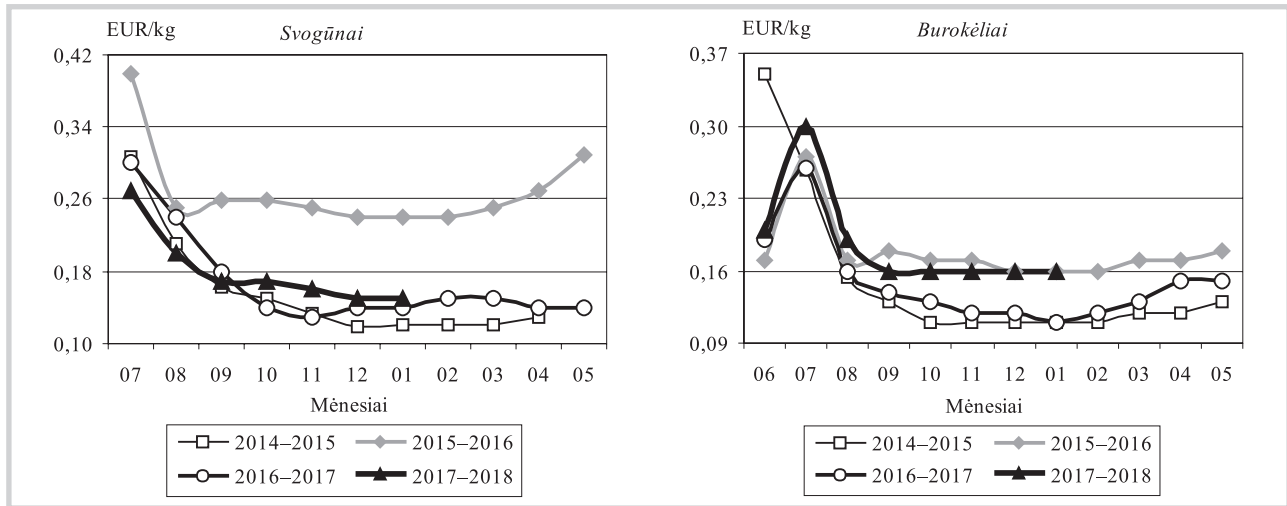 EUR/kg
Svogūnai
0,42
0,34
0,26
0,18
0,10
07 08 09 10 11 12 01 02 03 04 05
Mėnesiai
2014–2015 2015–2016
2016–2017 2017–2018
EUR/kg
Burokėliai
0,37
0,30
0,23
0,16
0,09
06 07 08 09 10 11 12 01 02 03 04 05
Mėnesiai
2014–2015 2015–2016
2016–2017 2017–2018